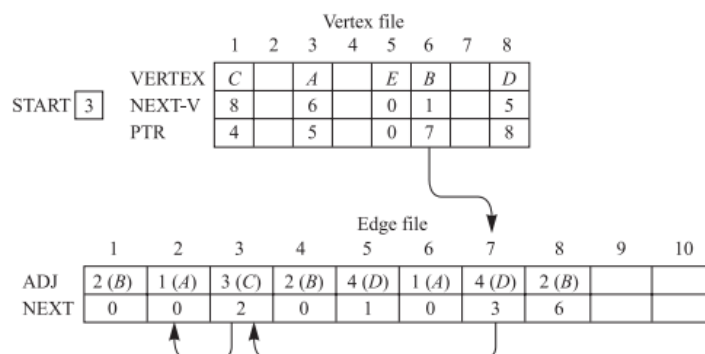 Vertex file
1 2 3 4 5 6 7 8
VERTEX C A E B D
START 3 NEXT-V 8 6 0 1 5
PTR 4 5 0 7 8
Edge file
1 2 3 4 5 6 7 8 9 10
ADJ 2 (B) 1 (A) 3 (C) 2 (B) 4 (D) 1 (A) 4 (D) 2 (B)
NEXT 0 0 2 0 1 0 3 6